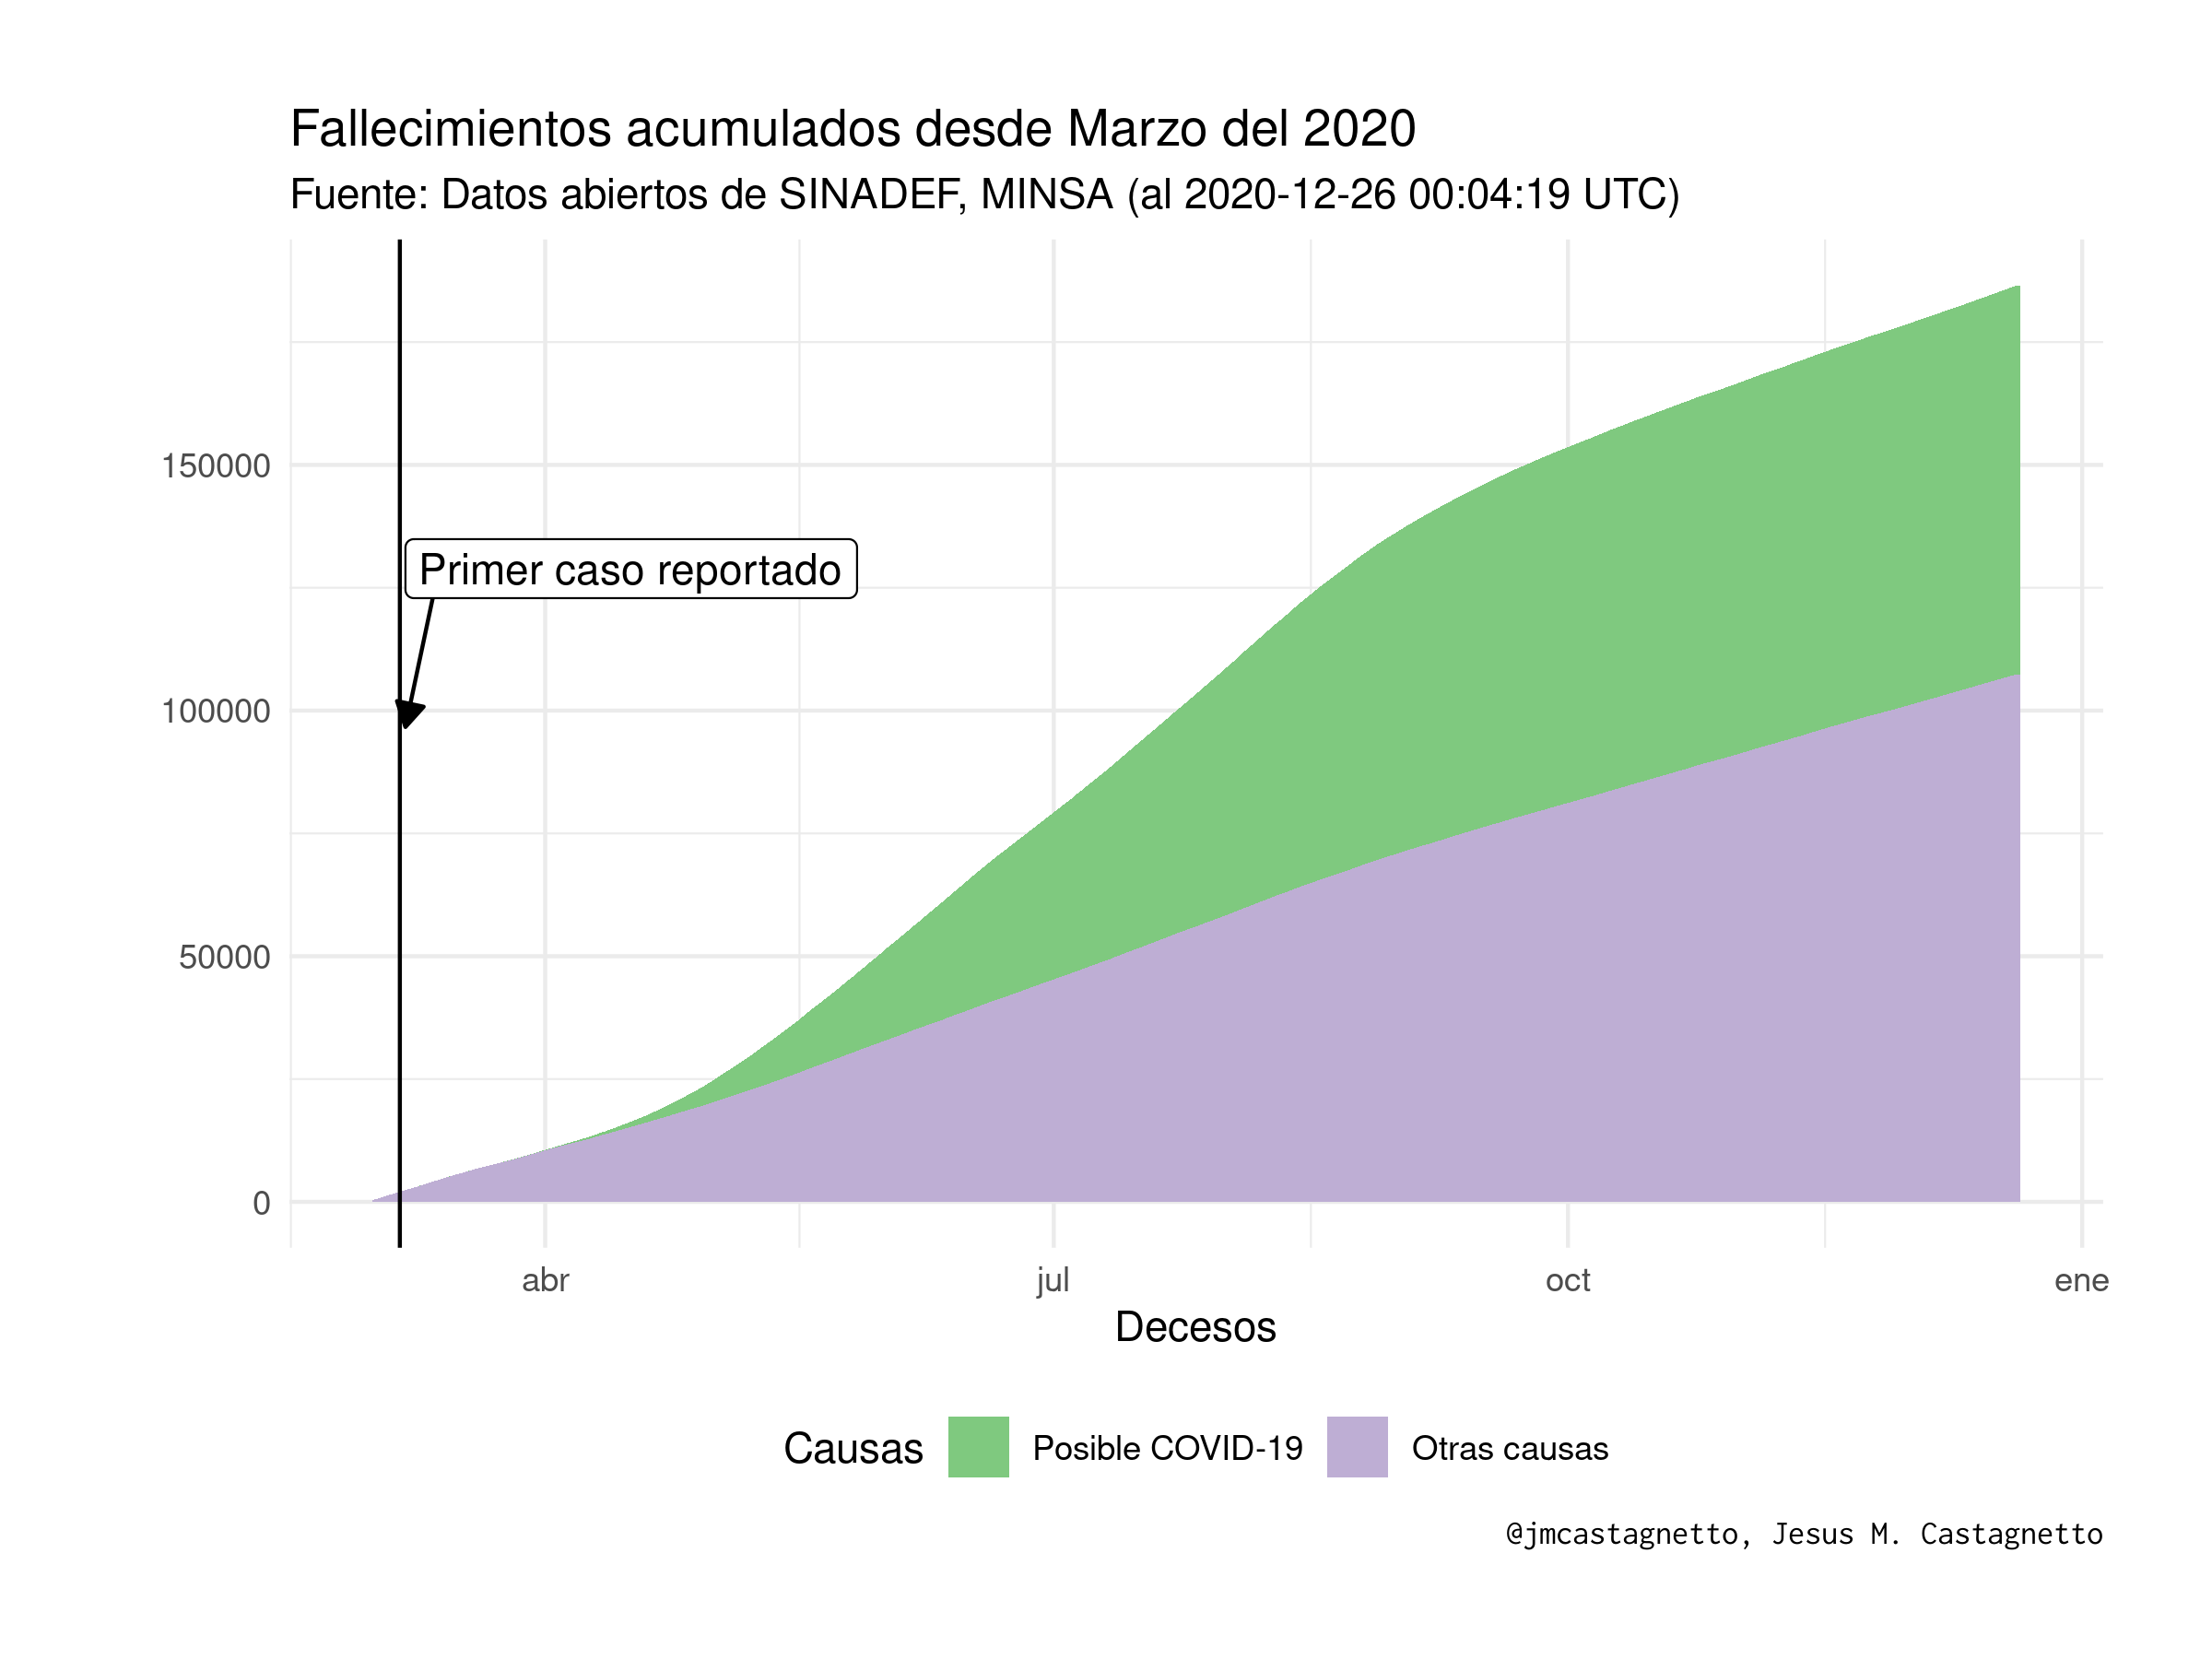 Fallecimientos acumulados desde Marzo del 2020
Fuente: Datos abiertos de SINADEF, MINSA (al 2020-12-26 00:04:19 UTC)
150000
Primer caso reportado
100000
50000
0
abr jul oct ene
Decesos
Causas Posible COVID-19 Otras causas
@jmcastagnetto, Jesus M. Castagnetto